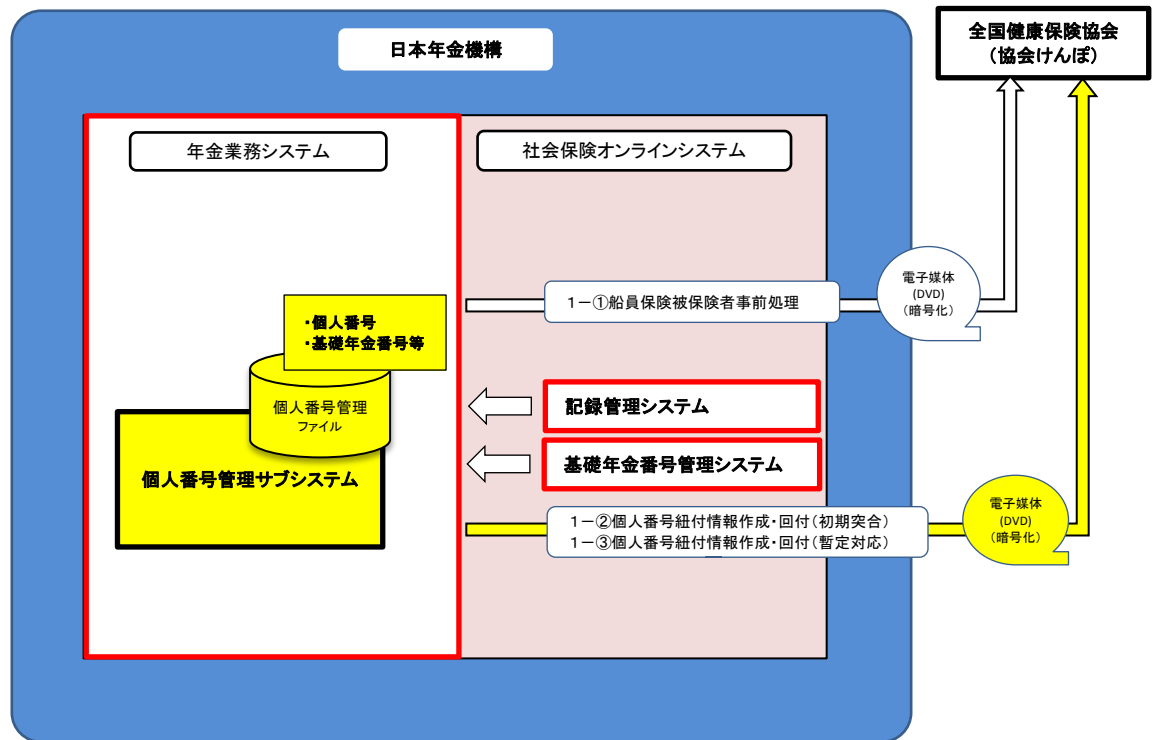 日本年金機構
全国健康保険協会
（協会けんぽ）
年金業務システム
社会保険オンラインシステム
・個人番号
・基礎年金番号等
個人番号管理
ファイル
個人番号管理サブシステム
1－①船員保険被保険者事前処理
電子媒体
(DVD)
（暗号化）
記録管理システム
基礎年金番号管理システム
1－②個人番号紐付情報作成・回付（初期突合）
1－③個人番号紐付情報作成・回付（暫定対応）
電子媒体
(DVD)
（暗号化）